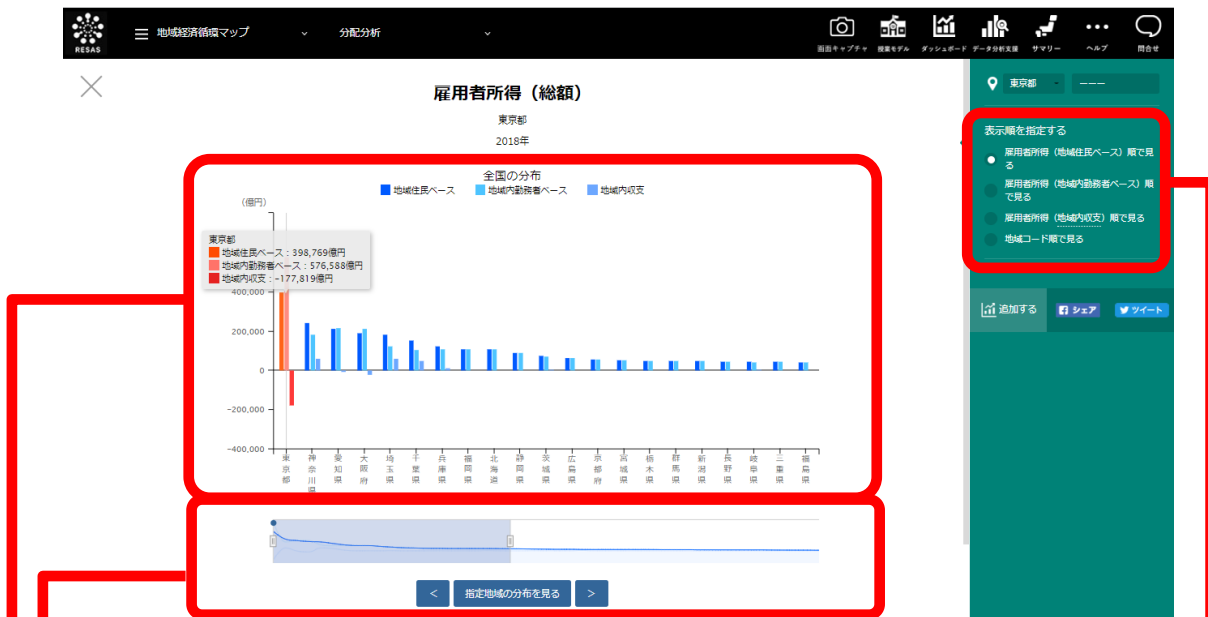 RESAS
地域経済循環マップ
分配分析
画面キャプチャ 授業モデル ダッシュボード データ分析支援 サマリー ヘルプ 問合せ
雇用者所得（総額）
東京都
2018年
全国の分布
地域住民ベース 地域内勤務者ベース 地域内収支
（億円）
東京都
地域住民ベース：398,769億円
地域内勤務者ベース：576,588億円
地域内収支：-177,819億円
400,000
200,000
0
-200,000
-400,000
東京都 神奈川県 愛知県 大阪府 埼玉県 千葉県 兵庫県 福岡県 北海道 静岡県 茨城県 広島県 京都府 宮城県 栃木県 群馬県 新潟県 長野県 岐阜県 三重県 福島県
< 指定地域の分布を見る >
東京都 ---
表示順を指定する
雇用者所得（地域住民ベース）順で見
る
雇用者所得（地域内勤務者ベース）順
で見る
雇用者所得（地域内収支）順で見る
地域コード順で見る
追加する シェア ツイート